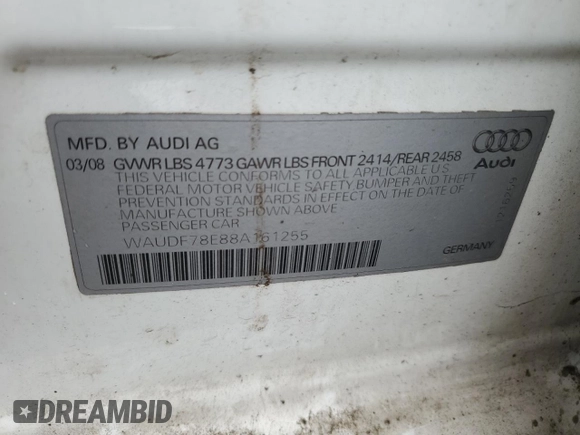 MFD. BY AUDI AG
03/08 GVWR LBS 4773 GAWR LBS FRONT 2414/REAR 2458
THIS VEHICLE CONFORMS TO ALL APPLICABLE U.S.
FEDERAL MOTOR VEHICLE SAFETY BUMPER AND THEFT
PREVENTION STANDARDS IN EFFECT ON THE DATE OF
MANUFACTURE SHOWN ABOVE
PASSENGER CAR
WAUDF78E88A161255
Audi
GERMANY
DREAMBID